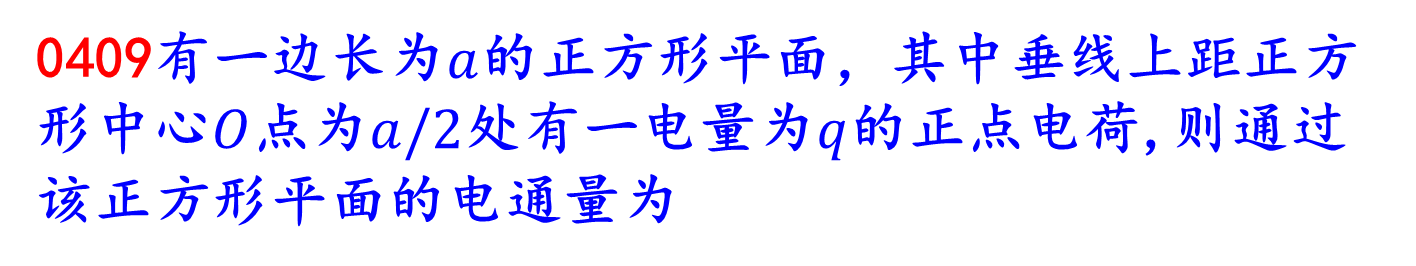 0409有一边长为a的正方形平面，其中垂线上距正方
形中心O点为a/2处有一电量为q的正点电荷,则通过
该正方形平面的电通量为